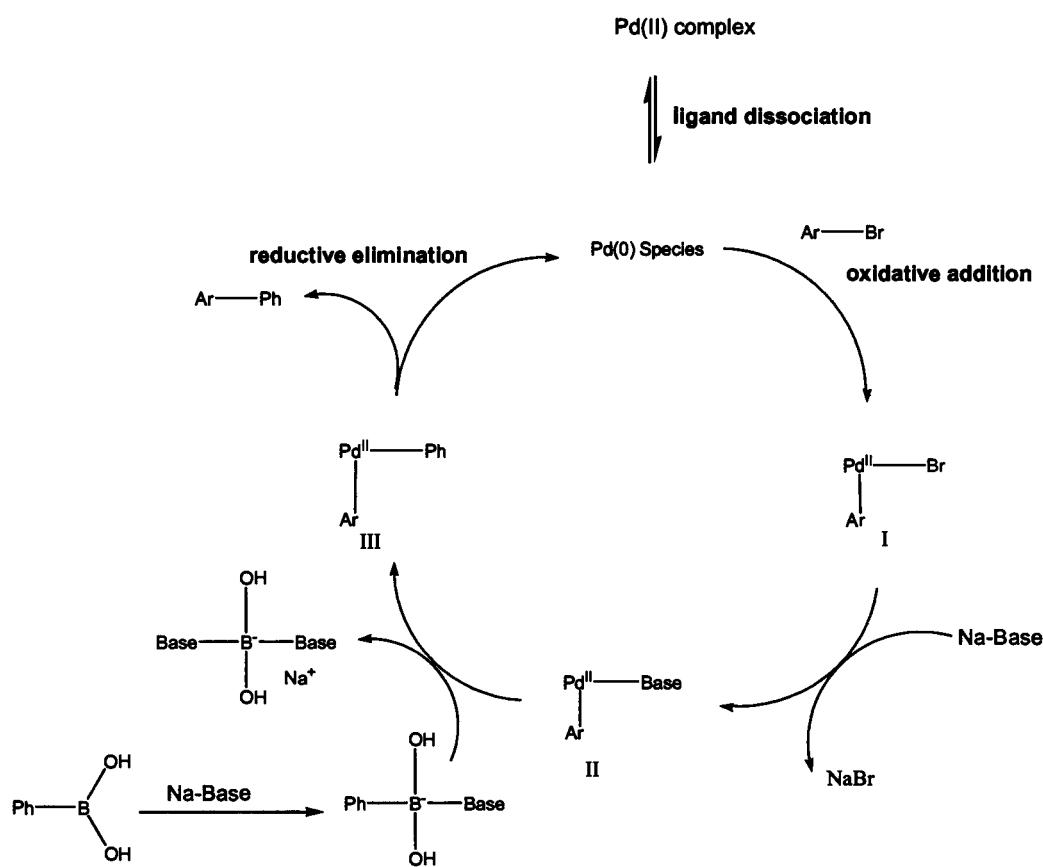 Pd(II) complex
ligand dissociation
Ar—Br
reductive elimination
Pd(0) Species
oxidative addition
Ar—Ph
Pd^II—Ph
Pd^II—Br
Ar
Ar
III
I
OH
Base—B^-—Base
Na-Base
Na^+
OH
Pd^II—Base
Ar
OH
OH
II
NaBr
Na-Base
Ph—B
Ph—B^-—Base
OH
OH